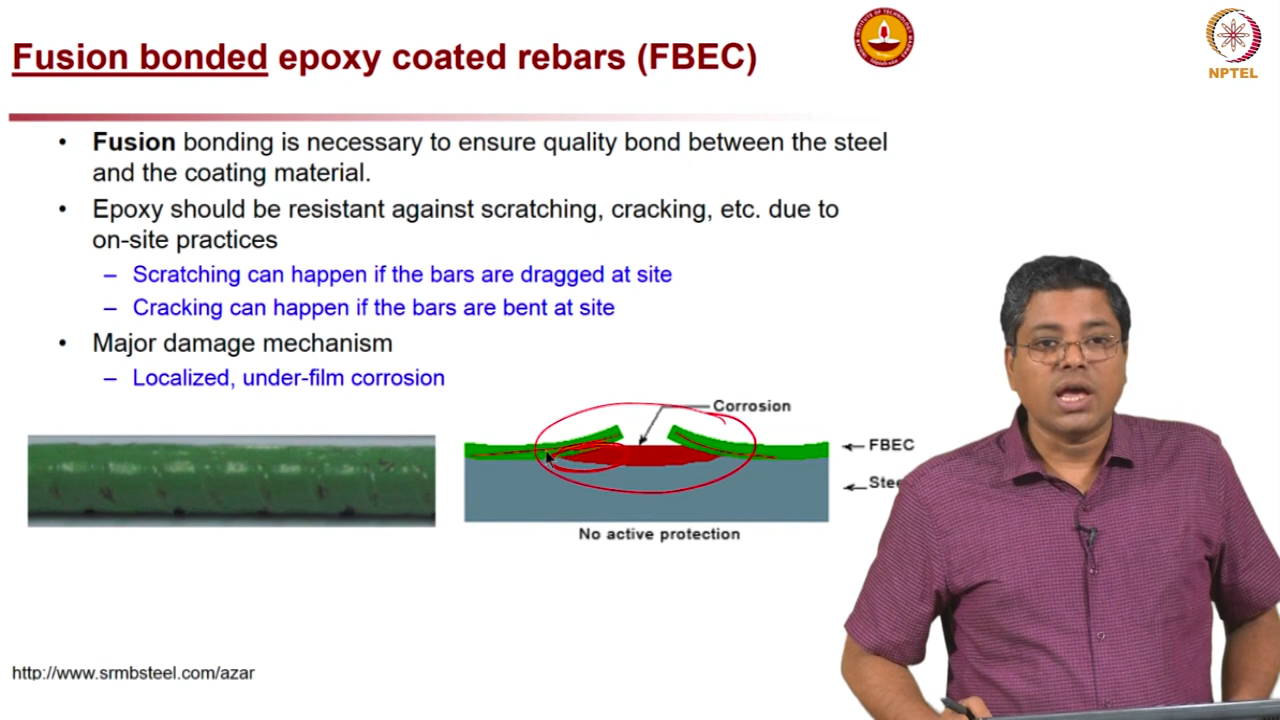 Fusion bonded epoxy coated rebars (FBEC)
NPTEL
• Fusion bonding is necessary to ensure quality bond between the steel
and the coating material.
• Epoxy should be resistant against scratching, cracking, etc. due to
on-site practices
– Scratching can happen if the bars are dragged at site
– Cracking can happen if the bars are bent at site
• Major damage mechanism
– Localized, under-film corrosion
Corrosion
FBEC
No active protection
http://www.srmbsteel.com/azar